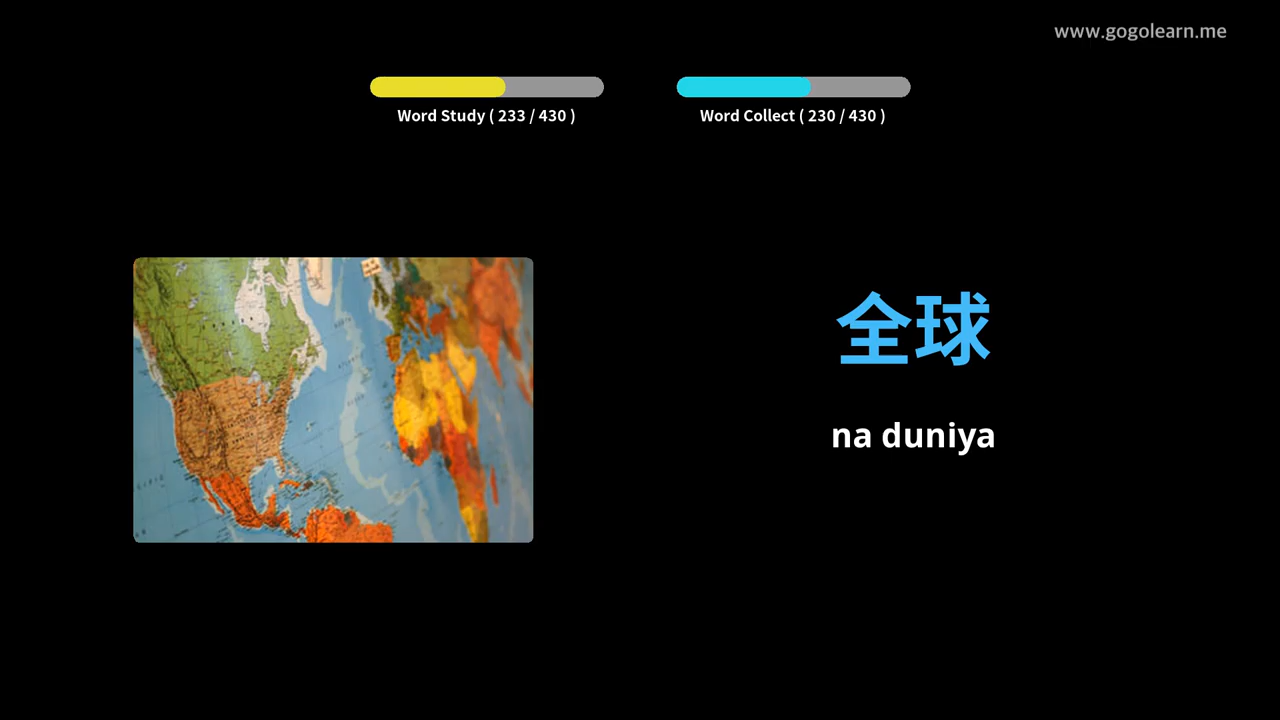 www.gogolearn.me
Word Study ( 233 / 430 )
Word Collect ( 230 / 430 )
全球
na duniya